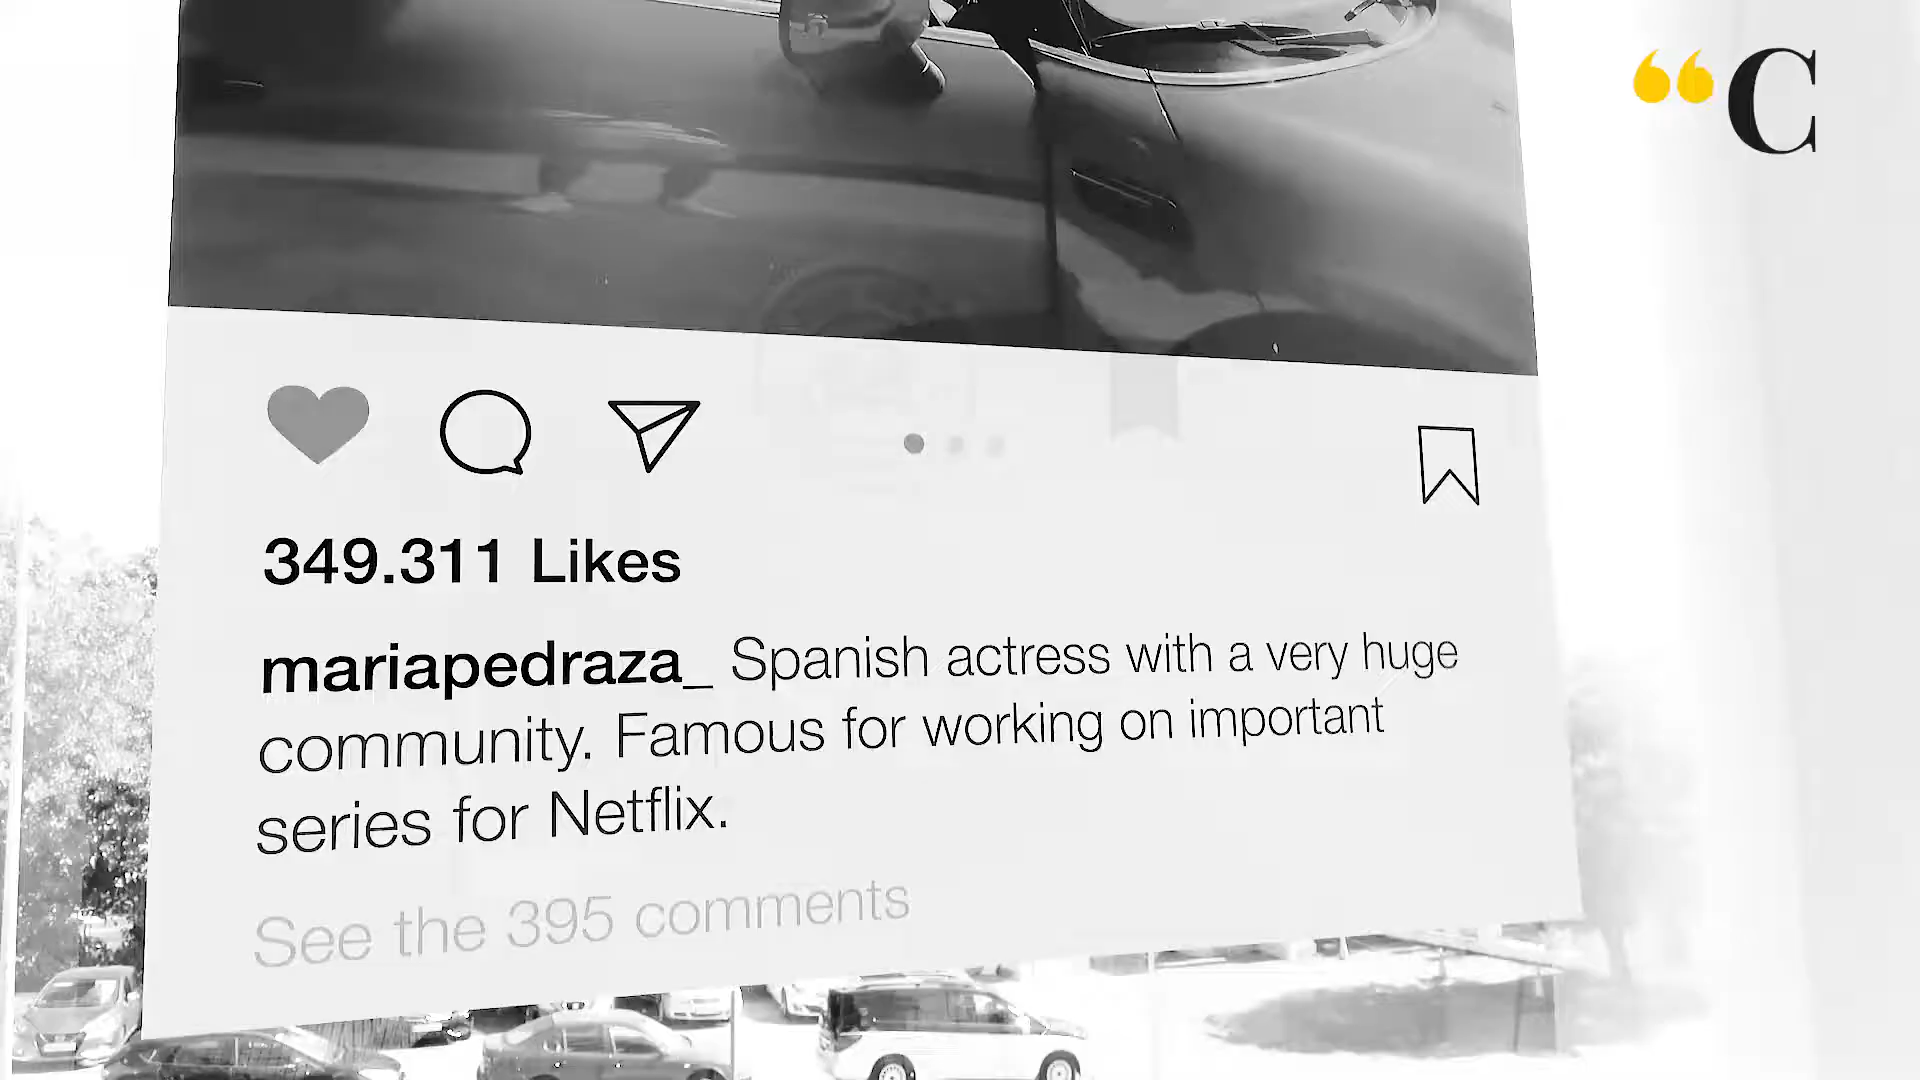 “C
349.311 Likes
mariapedraza_ Spanish actress with a very huge
community. Famous for working on important
series for Netflix.
See the 395 comments